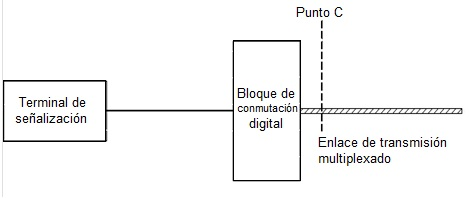 Punto C
Terminal de
señalización
Bloque de
conmutación
digital
Enlace de transmisión
multiplexado